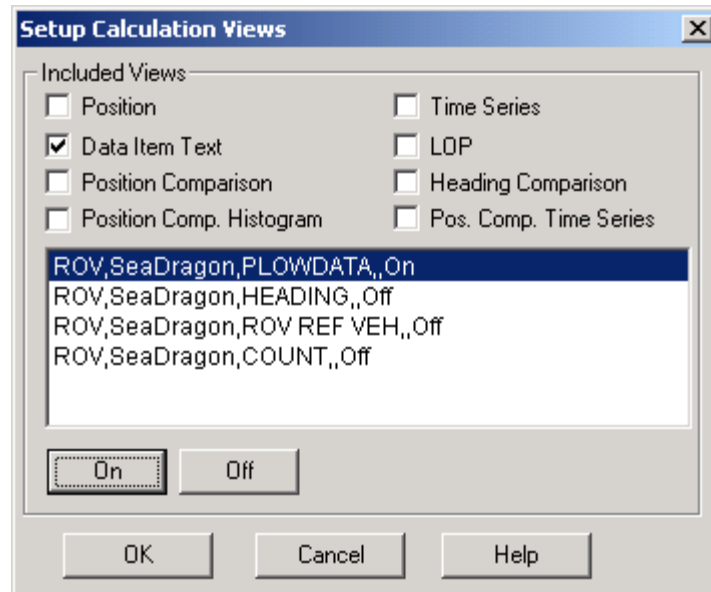 Setup Calculation Views
Included Views
Position
Time Series
Data Item Text
LOP
Position Comparison
Heading Comparison
Position Comp. Histogram
Pos. Comp. Time Series
ROV,SeaDragon,PLOWDATA,,On
ROV,SeaDragon,HEADING,,Off
ROV,SeaDragon,ROV REF VEH,,Off
ROV,SeaDragon,COUNT,,Off
On
Off
OK
Cancel
Help